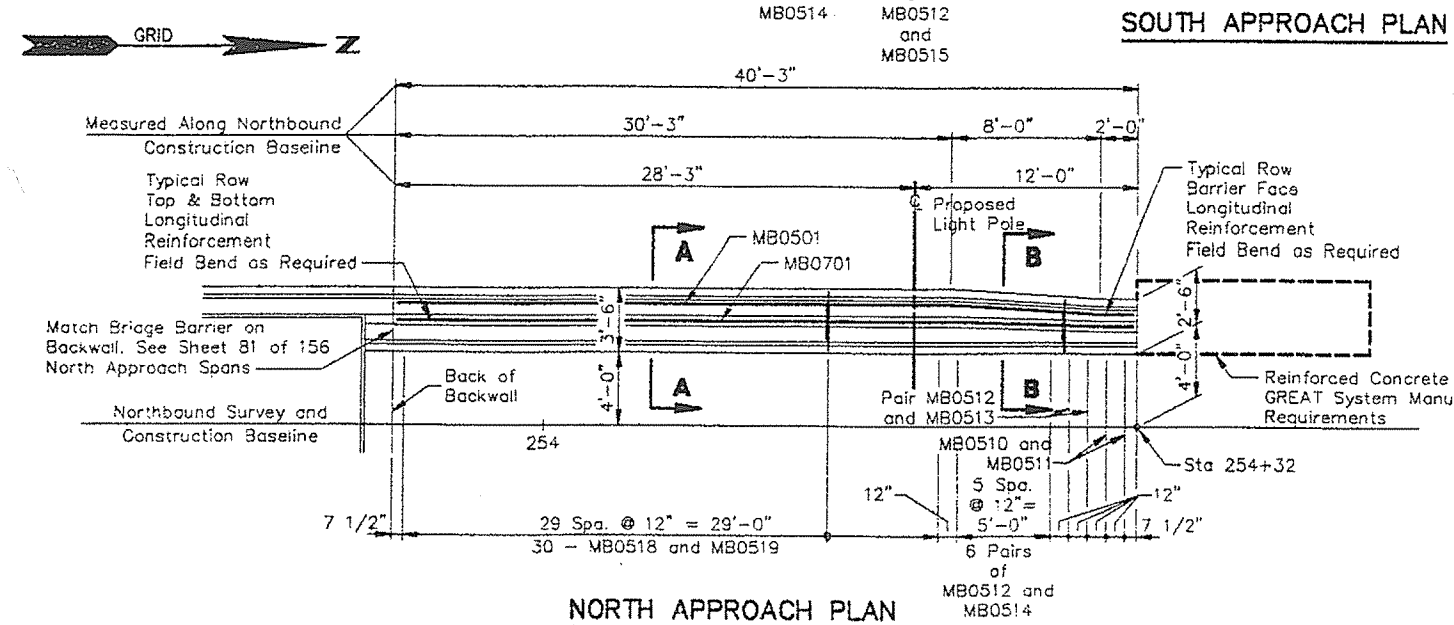 MB0514 MB0512
and
MB0515
SOUTH APPROACH PLAN
GRID
Z
40'-3"
Measured Along Northbound
Construction Baseline
30'-3"
8'-0"
2'-0"
28'-3"
12'-0"
Typical Row
Top & Bottom
Longitudinal
Reinforcement
Field Bend as Required
℄ Proposed
Light Pole
Typical Row
Barrier Face
Longitudinal
Reinforcement
Field Bend as Required
A
B
MB0501
MB0701
3'-6"
2'-6"
Match Bridge Barrier on
Backwall. See Sheet 81 of 156
North Approach Spans
4'-0"
4'-0"
A
B
Back of
Backwall
Pair MB0512
and MB0513
Reinforced Concrete
GREAT System Manu
Requirements
Northbound Survey and
Construction Baseline
254
MB0510 and
MB0511
Sta 254+32
12"
5 Spa.
@ 12"=
5'-0"
12"
7 1/2"
29 Spa. @ 12" = 29'-0"
30 - MB0518 and MB0519
7 1/2"
6 Pairs
of
MB0512 and
MB0514
NORTH APPROACH PLAN